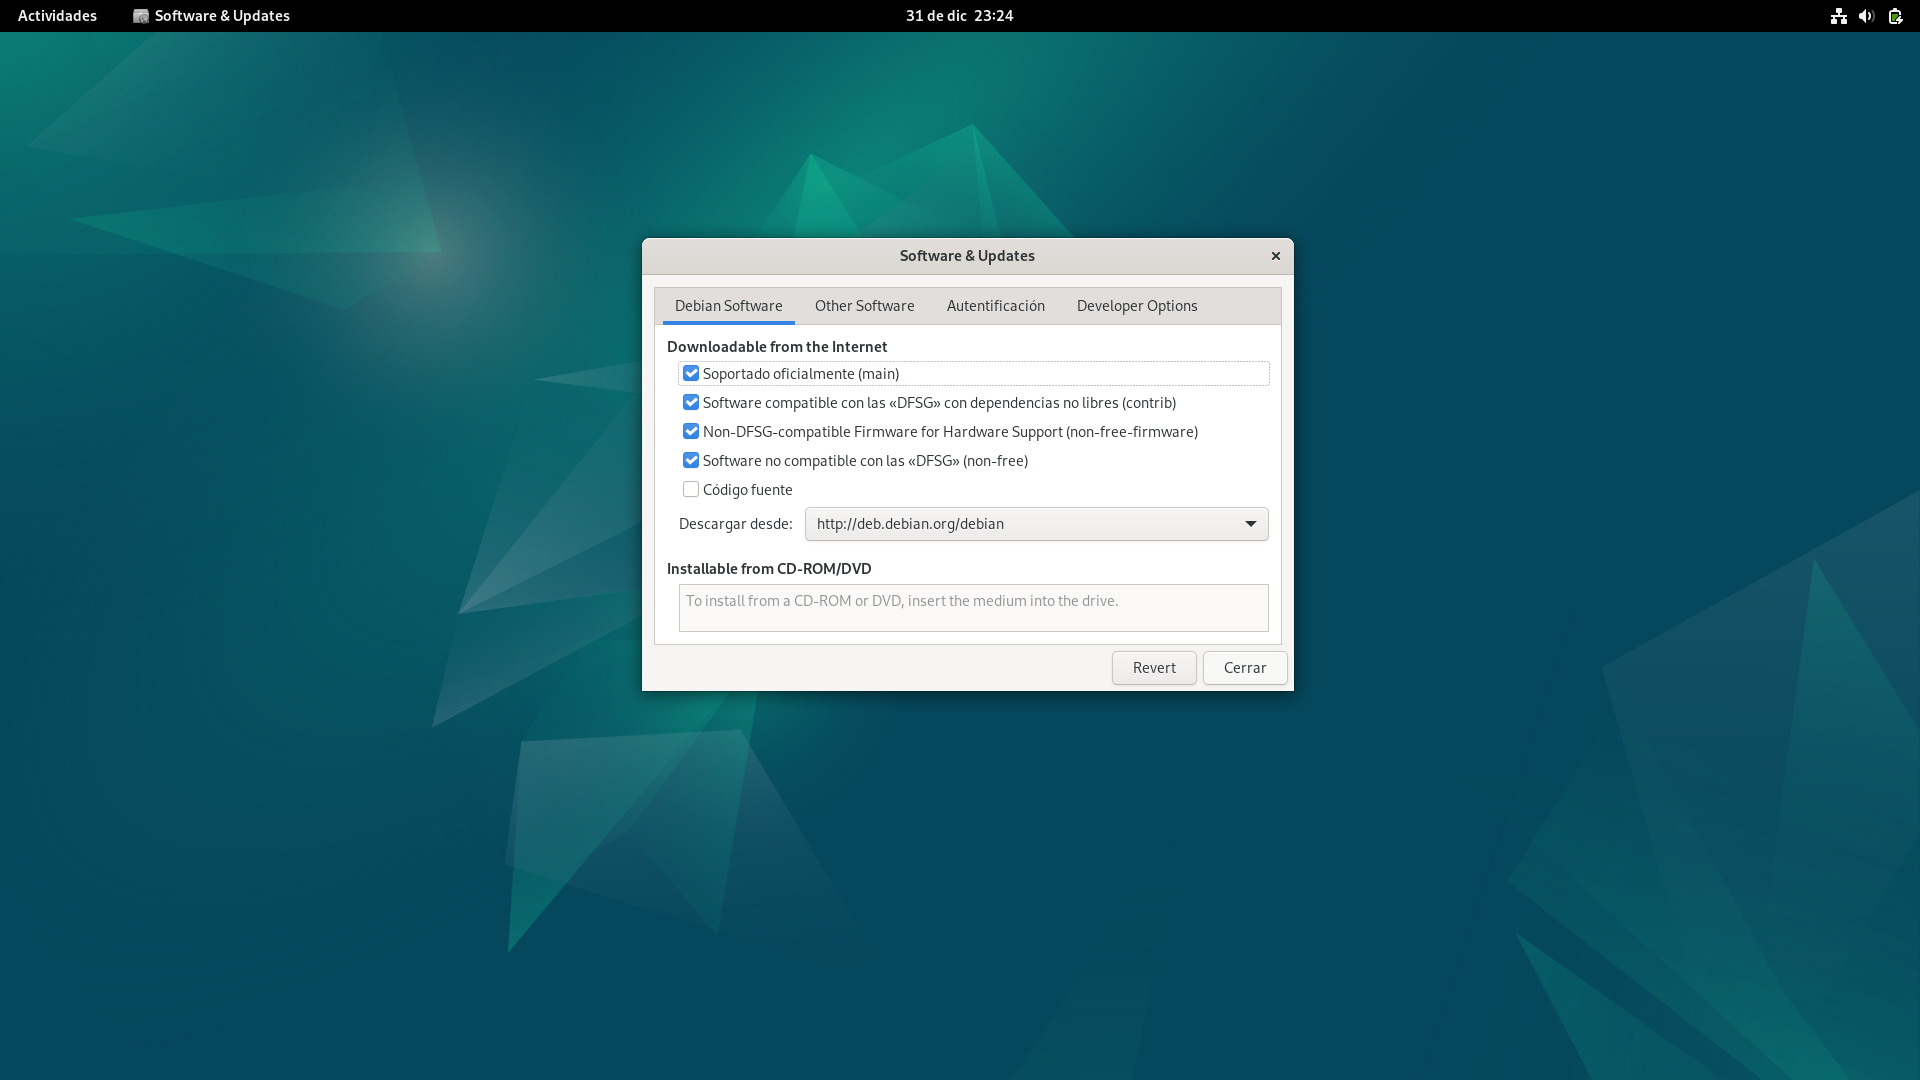 Actividades Software & Updates 31 de dic 23:24
Software & Updates ×
Debian Software Other Software Autentificación Developer Options
Downloadable from the Internet
Soportado oficialmente (main)
Software compatible con las «DFSG» con dependencias no libres (contrib)
Non-DFSG-compatible Firmware for Hardware Support (non-free-firmware)
Software no compatible con las «DFSG» (non-free)
Código fuente
Descargar desde: http://deb.debian.org/debian
Installable from CD-ROM/DVD
To install from a CD-ROM or DVD, insert the medium into the drive.
Revert Cerrar